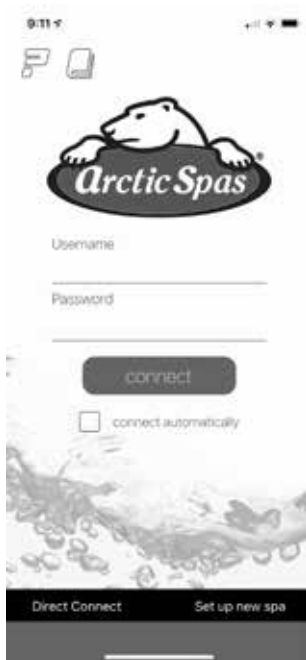 9:11
Arctic Spas®
Username
Password
connect
connect automatically
Direct Connect
Set up new spa